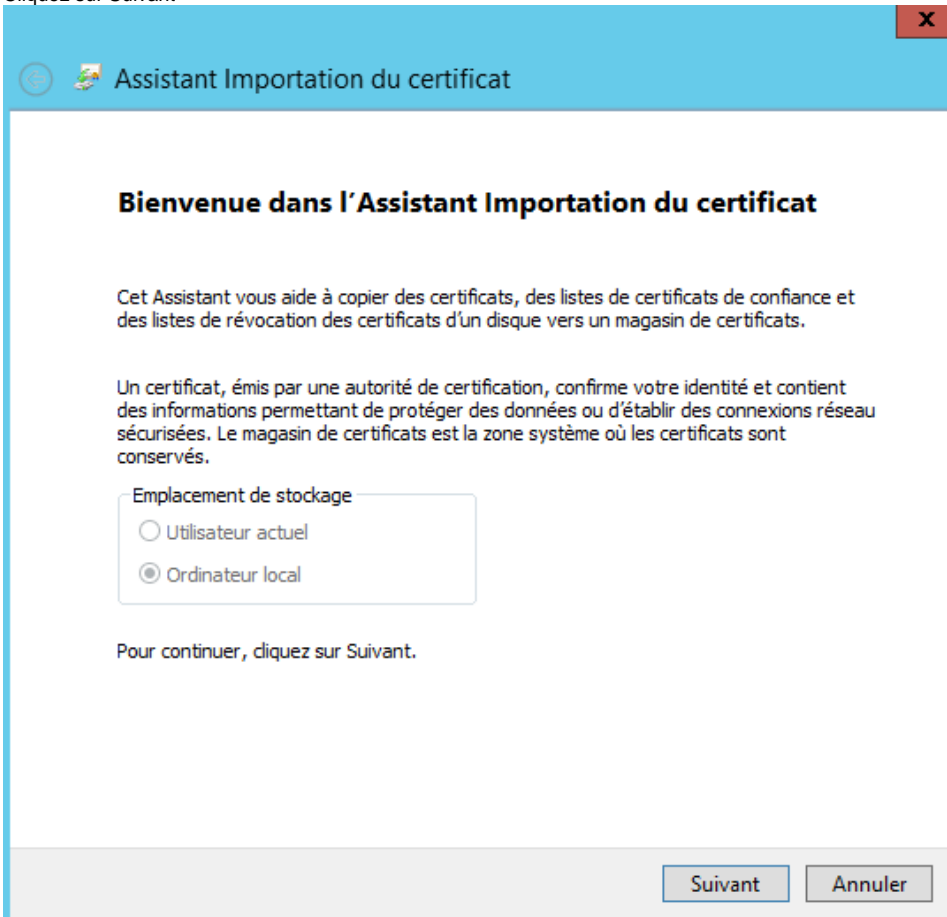 Cliquez sur Suivant
x
Assistant Importation du certificat
Bienvenue dans l'Assistant Importation du certificat
Cet Assistant vous aide à copier des certificats, des listes de certificats de confiance et
des listes de révocation des certificats d'un disque vers un magasin de certificats.
Un certificat, émis par une autorité de certification, confirme votre identité et contient
des informations permettant de protéger des données ou d'établir des connexions réseau
sécurisées. Le magasin de certificats est la zone système où les certificats sont
conservés.
Emplacement de stockage
Utilisateur actuel
Ordinateur local
Pour continuer, cliquez sur Suivant.
Suivant
Annuler